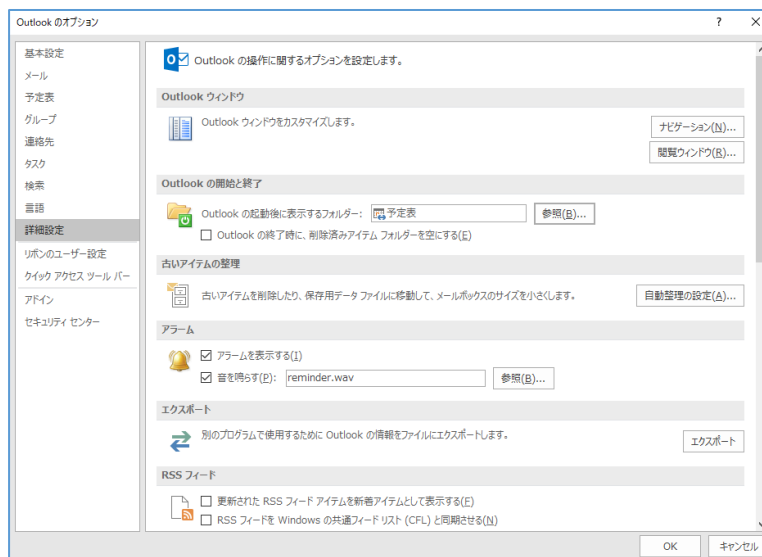 Outlook のオプション
? ×
基本設定
メール
予定表
グループ
連絡先
タスク
検索
言語
詳細設定
リボンのユーザー設定
クイック アクセス ツール バー
アドイン
セキュリティ センター
Outlook の操作に関するオプションを設定します。
Outlook ウィンドウ
Outlook ウィンドウをカスタマイズします。
ナビゲーション(N)...
閲覧ウィンドウ(R)...
Outlook の開始と終了
Outlook の起動後に表示するフォルダー: 予定表 参照(B)...
Outlook の終了時に、削除済みアイテム フォルダーを空にする(E)
古いアイテムの整理
古いアイテムを削除したり、保存用データ ファイルに移動して、メールボックスのサイズを小さくします。 自動整理の設定(A)...
アラーム
アラームを表示する(I)
音を鳴らす(P): reminder.wav 参照(B)...
エクスポート
別のプログラムで使用するために Outlook の情報をファイルにエクスポートします。 エクスポート
RSS フィード
更新された RSS フィード アイテムを新着アイテムとして表示する(F)
RSS フィードを Windows の共通フィード リスト (CFL) と同期させる(N)
OK キャンセル